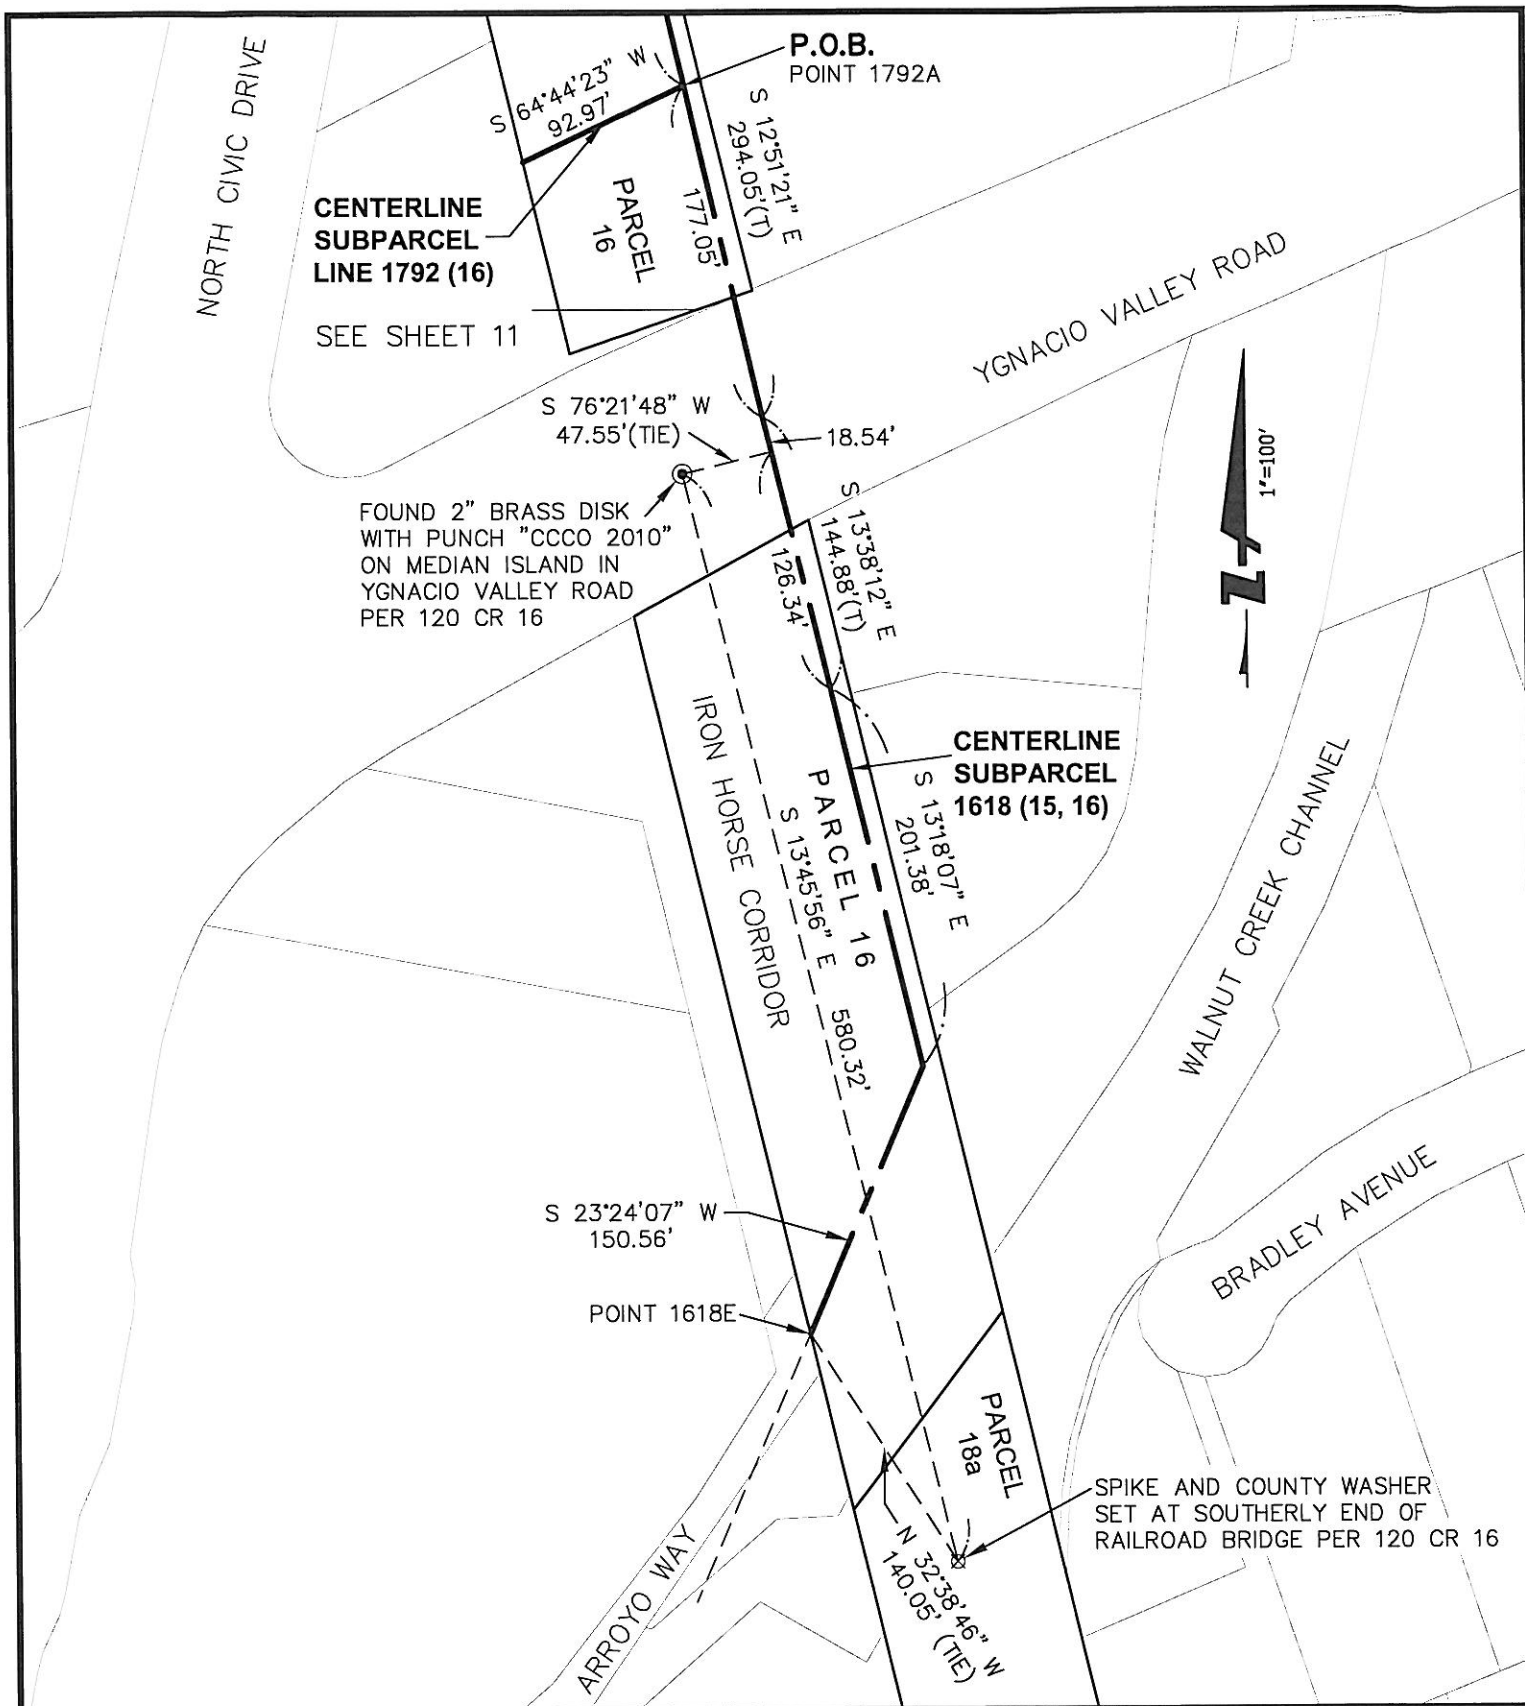 P.O.B.
POINT 1792A
NORTH CIVIC DRIVE
S 64°44'23" W
92.97'
S 12°51'21" E
294.05'(T)
CENTERLINE
SUBPARCEL
LINE 1792 (16)
PARCEL
16
177.05'
SEE SHEET 11
YGNACIO VALLEY ROAD
S 76°21'48" W
47.55'(TIE)
18.54'
1"=100'
FOUND 2" BRASS DISK
WITH PUNCH "CCCO 2010"
ON MEDIAN ISLAND IN
YGNACIO VALLEY ROAD
PER 120 CR 16
S 13°38'12" E
144.88'(T)
126.34'
Z
IRON HORSE CORRIDOR
PARCEL 16
S 13°45'56" E 580.32'
CENTERLINE
SUBPARCEL
1618 (15, 16)
S 13°18'07" E
201.38'
WALNUT CREEK CHANNEL
S 23°24'07" W
150.56'
BRADLEY AVENUE
POINT 1618E
PARCEL
18a
SPIKE AND COUNTY WASHER
SET AT SOUTHERLY END OF
RAILROAD BRIDGE PER 120 CR 16
N 32°38'46" W
140.05' (TIE)
ARROYO WAY